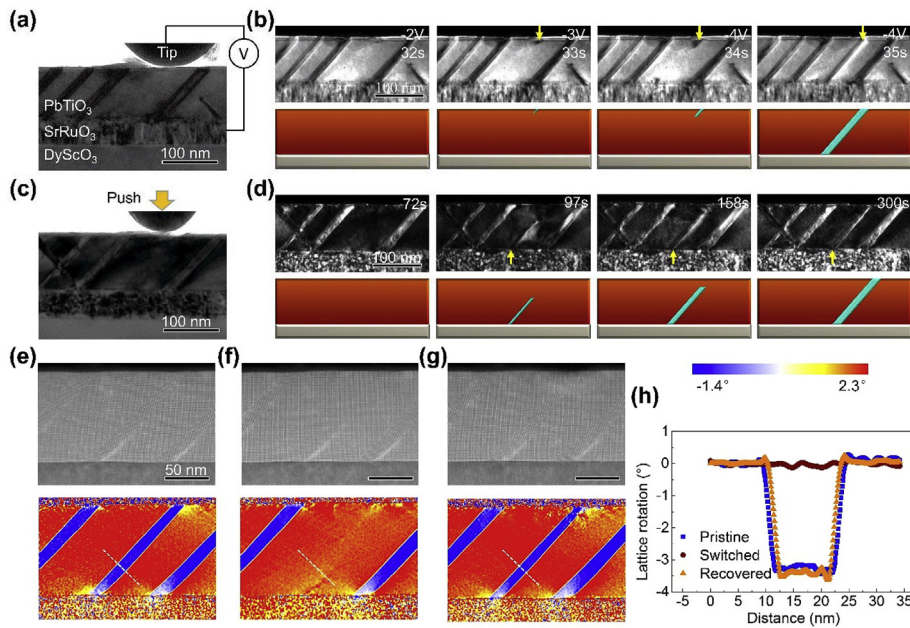 (a)
Tip
V
PbTiO₃
SrRuO₃
DyScO₃
100 nm
(b)
-2V
32s
100 nm
-3V
33s
-4V
34s
-4V
35s
(c)
Push
100 nm
(d)
72s
100 nm
97s
158s
300s
(e)
50 nm
(f)
(g)
-1.4°
2.3°
(h)
Lattice rotation (°)
1
0
-1
-2
-3
-4
Pristine
Switched
Recovered
-5 0 5 10 15 20 25 30 35
Distance (nm)